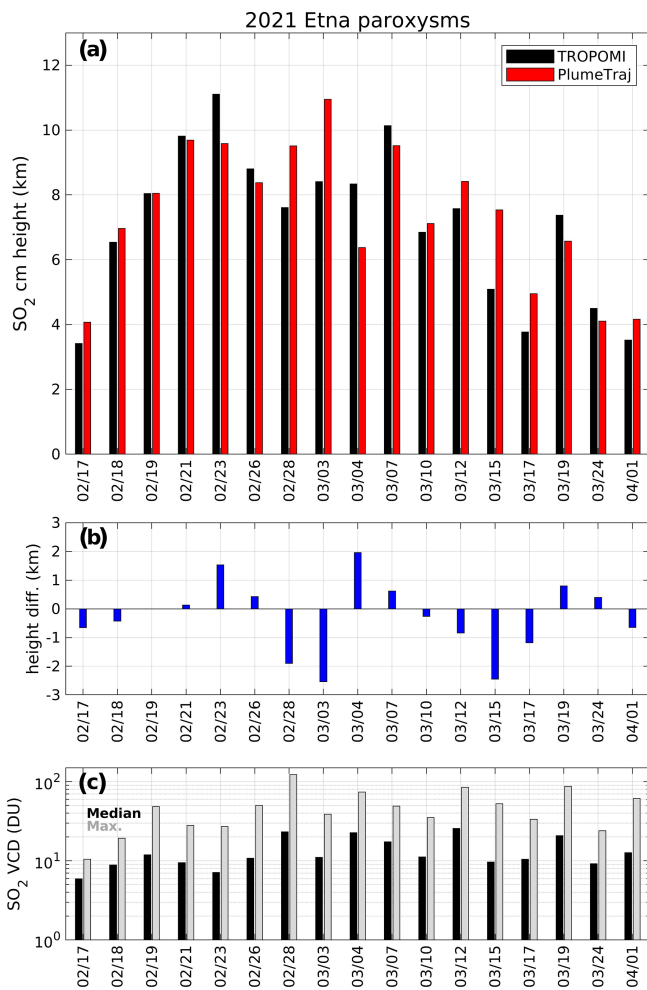 2021 Etna paroxysms
(a)
TROPOMI
PlumeTraj
SO2 cm height (km)
12
10
8
6
4
2
0
02/17 02/18 02/19 02/21 02/23 02/26 02/28 03/03 03/04 03/07 03/10 03/12 03/15 03/17 03/19 03/24 04/01
(b)
height diff. (km)
3
2
1
0
-1
-2
-3
02/17 02/18 02/19 02/21 02/23 02/26 02/28 03/03 03/04 03/07 03/10 03/12 03/15 03/17 03/19 03/24 04/01
(c)
Median
Max.
SO2 VCD (DU)
10^2
10^1
10^0
02/17 02/18 02/19 02/21 02/23 02/26 02/28 03/03 03/04 03/07 03/10 03/12 03/15 03/17 03/19 03/24 04/01